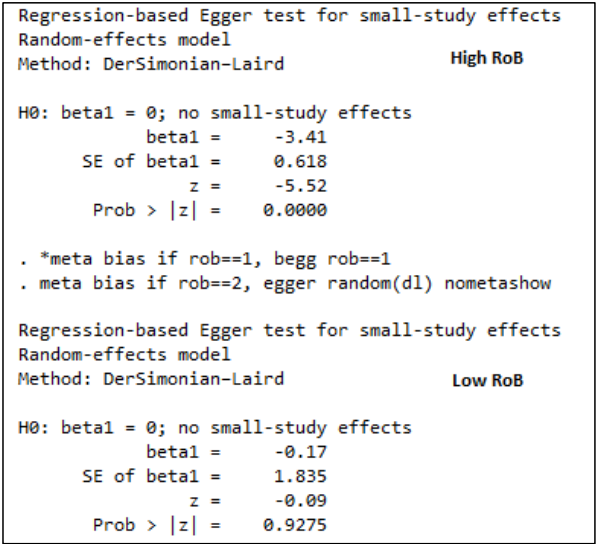 Regression-based Egger test for small-study effects
Random-effects model
Method: DerSimonian–Laird
High RoB
H0: beta1 = 0; no small-study effects
beta1 = -3.41
SE of beta1 = 0.618
z = -5.52
Prob > |z| = 0.0000
. *meta bias if rob==1, begg rob==1
. meta bias if rob==2, egger random(dl) nometashow
Regression-based Egger test for small-study effects
Random-effects model
Method: DerSimonian–Laird
Low RoB
H0: beta1 = 0; no small-study effects
beta1 = -0.17
SE of beta1 = 1.835
z = -0.09
Prob > |z| = 0.9275